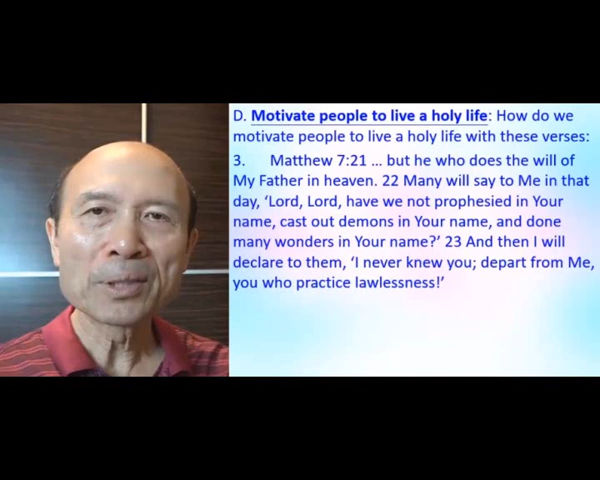 D. Motivate people to live a holy life: How do we
motivate people to live a holy life with these verses:
3. Matthew 7:21 ... but he who does the will of
My Father in heaven. 22 Many will say to Me in that
day, ‘Lord, Lord, have we not prophesied in Your
name, cast out demons in Your name, and done
many wonders in Your name?’ 23 And then I will
declare to them, ‘I never knew you; depart from Me,
you who practice lawlessness!’